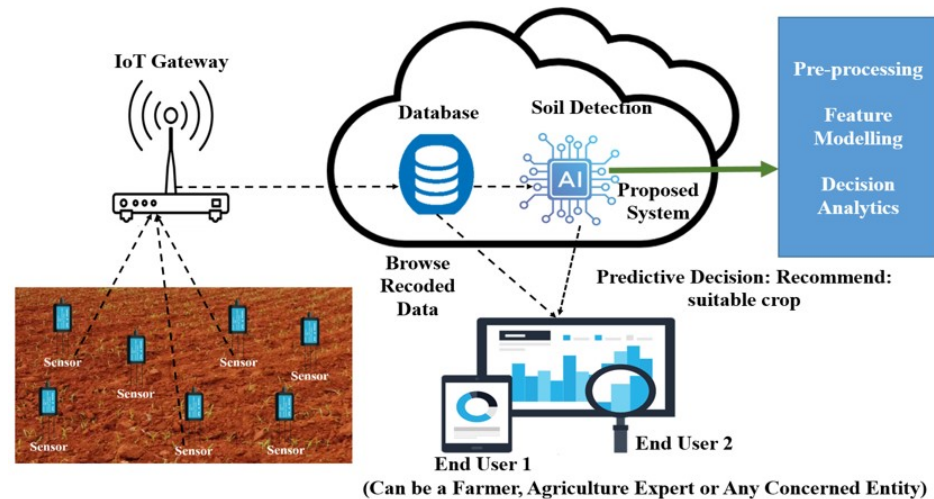 IoT Gateway
Database
Soil Detection
AI
Proposed
System
Pre-processing
Feature
Modelling
Decision
Analytics
Browse
Recoded
Data
Predictive Decision: Recommend:
suitable crop
Sensor
Sensor
Sensor
Sensor
Sensor
Sensor
Sensor
End User 1
End User 2
(Can be a Farmer, Agriculture Expert or Any Concerned Entity)